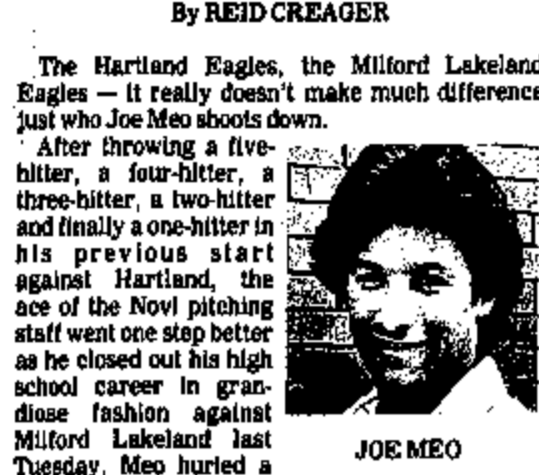 By REID CREAGER
The Hartland Eagles, the Milford Lakeland
Eagles — it really doesn't make much difference
just who Joe Meo shoots down.
After throwing a five-
hitter, a four-hitter, a
three-hitter, a two-hitter
and finally a one-hitter in
his previous start
against Hartland, the
ace of the Novi pitching
staff went one step better
as he closed out his high
school career in gran-
diose fashion against
Milford Lakeland last
Tuesday. Meo hurled a
JOE MEO